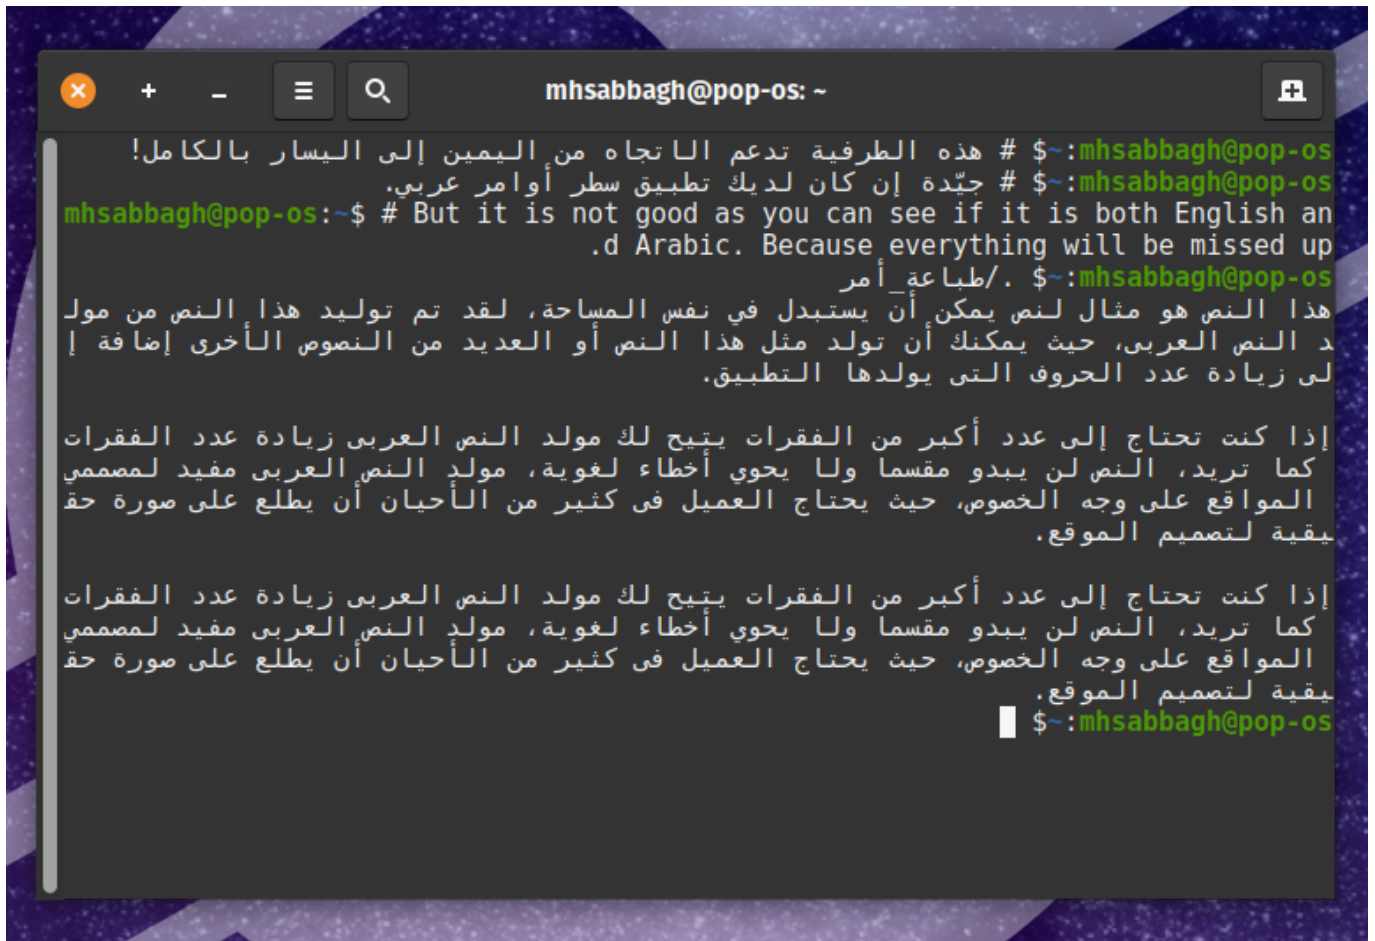 mhsabbagh@pop-os: ~
mhsabbagh@pop-os:~$ # هذه الطرفية تدعم الاتجاه من اليمين إلى اليسار بالكامل!
mhsabbagh@pop-os:~$ # جيّدة إن كان لديك تطبيق سطر أوامر عربي.
mhsabbagh@pop-os:~$ # But it is not good as you can see if it is both English an
d Arabic. Because everything will be missed up.
mhsabbagh@pop-os:~$ ./طباعة_أمر
هذا النص هو مثال لنص يمكن أن يستبدل في نفس المساحة، لقد تم توليد هذا النص من مول
د النص العربى، حيث يمكنك أن تولد مثل هذا النص أو العديد من النصوص الأخرى إضافة إ
لى زيادة عدد الحروف التى يولدها التطبيق.
إذا كنت تحتاج إلى عدد أكبر من الفقرات يتيح لك مولد النص العربى زيادة عدد الفقرات
كما تريد، النص لن يبدو مقسما ولا يحوي أخطاء لغوية، مولد النص العربى مفيد لمصممي
المواقع على وجه الخصوص، حيث يحتاج العميل فى كثير من الأحيان أن يطلع على صورة حق
يقية لتصميم الموقع.
إذا كنت تحتاج إلى عدد أكبر من الفقرات يتيح لك مولد النص العربى زيادة عدد الفقرات
كما تريد، النص لن يبدو مقسما ولا يحوي أخطاء لغوية، مولد النص العربى مفيد لمصممي
المواقع على وجه الخصوص، حيث يحتاج العميل فى كثير من الأحيان أن يطلع على صورة حق
يقية لتصميم الموقع.
mhsabbagh@pop-os:~$